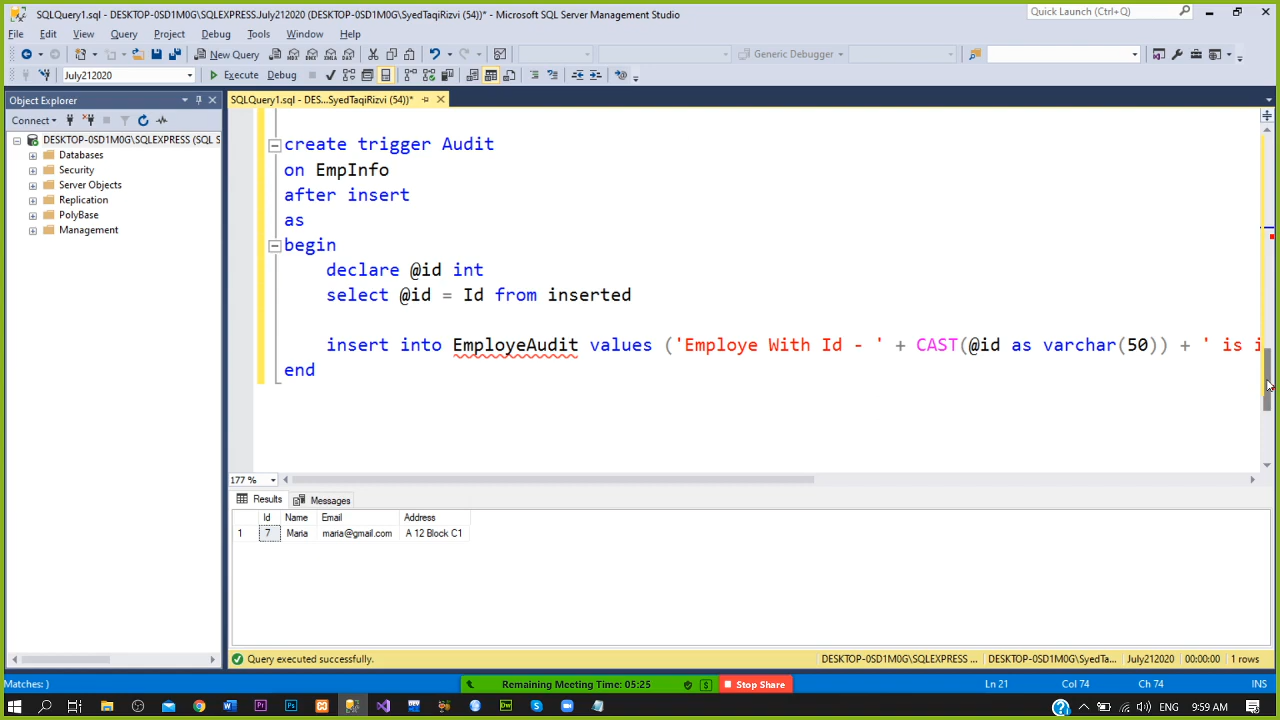 SQLQuery1.sql - DESKTOP-0SD1M0G\SQLEXPRESS.July212020 (DESKTOP-0SD1M0G\SyedTaqiRizvi (54))* - Microsoft SQL Server Management Studio
Quick Launch (Ctrl+Q)
File Edit View Query Project Debug Tools Window Help
New Query
Generic Debugger
July212020
Execute Debug
Object Explorer
SQLQuery1.sql - DES...SyedTaqiRizvi (54))*
Connect
DESKTOP-0SD1M0G\SQLEXPRESS (SQL S
Databases
Security
Server Objects
Replication
PolyBase
Management
create trigger Audit
on EmpInfo
after insert
as
begin
declare @id int
select @id = Id from inserted
insert into EmployeAudit values ('Employe With Id - ' + CAST(@id as varchar(50)) + ' is i
end
177 %
Results Messages
Id Name Email Address
1 7 Maria maria@gmail.com A 12 Block C1
Query executed successfully.
DESKTOP-0SD1M0G\SQLEXPRESS ... DESKTOP-0SD1M0G\SyedTa... July212020 00:00:00 1 rows
Matches: )
Remaining Meeting Time: 05:25
Stop Share
Ln 21 Col 74 Ch 74 INS
ENG 9:59 AM